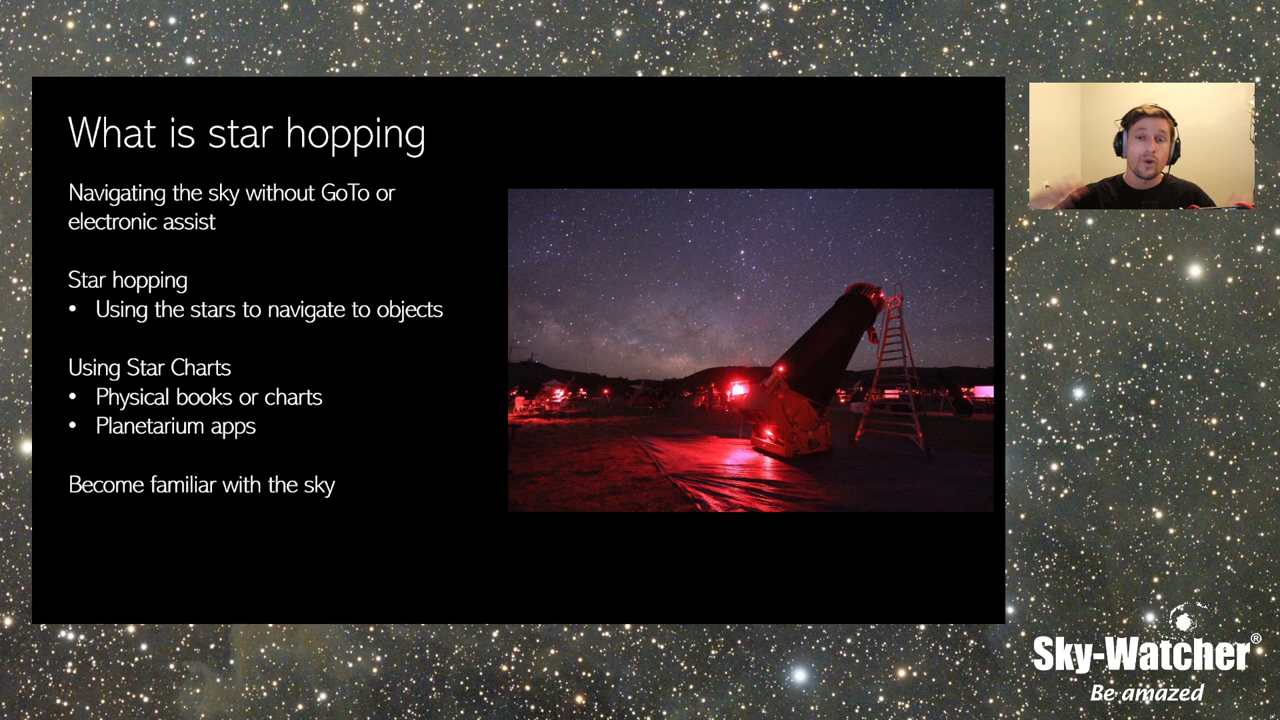 What is star hopping
Navigating the sky without GoTo or
electronic assist
Star hopping
• Using the stars to navigate to objects
Using Star Charts
• Physical books or charts
• Planetarium apps
Become familiar with the sky
Sky-Watcher®
Be amazed